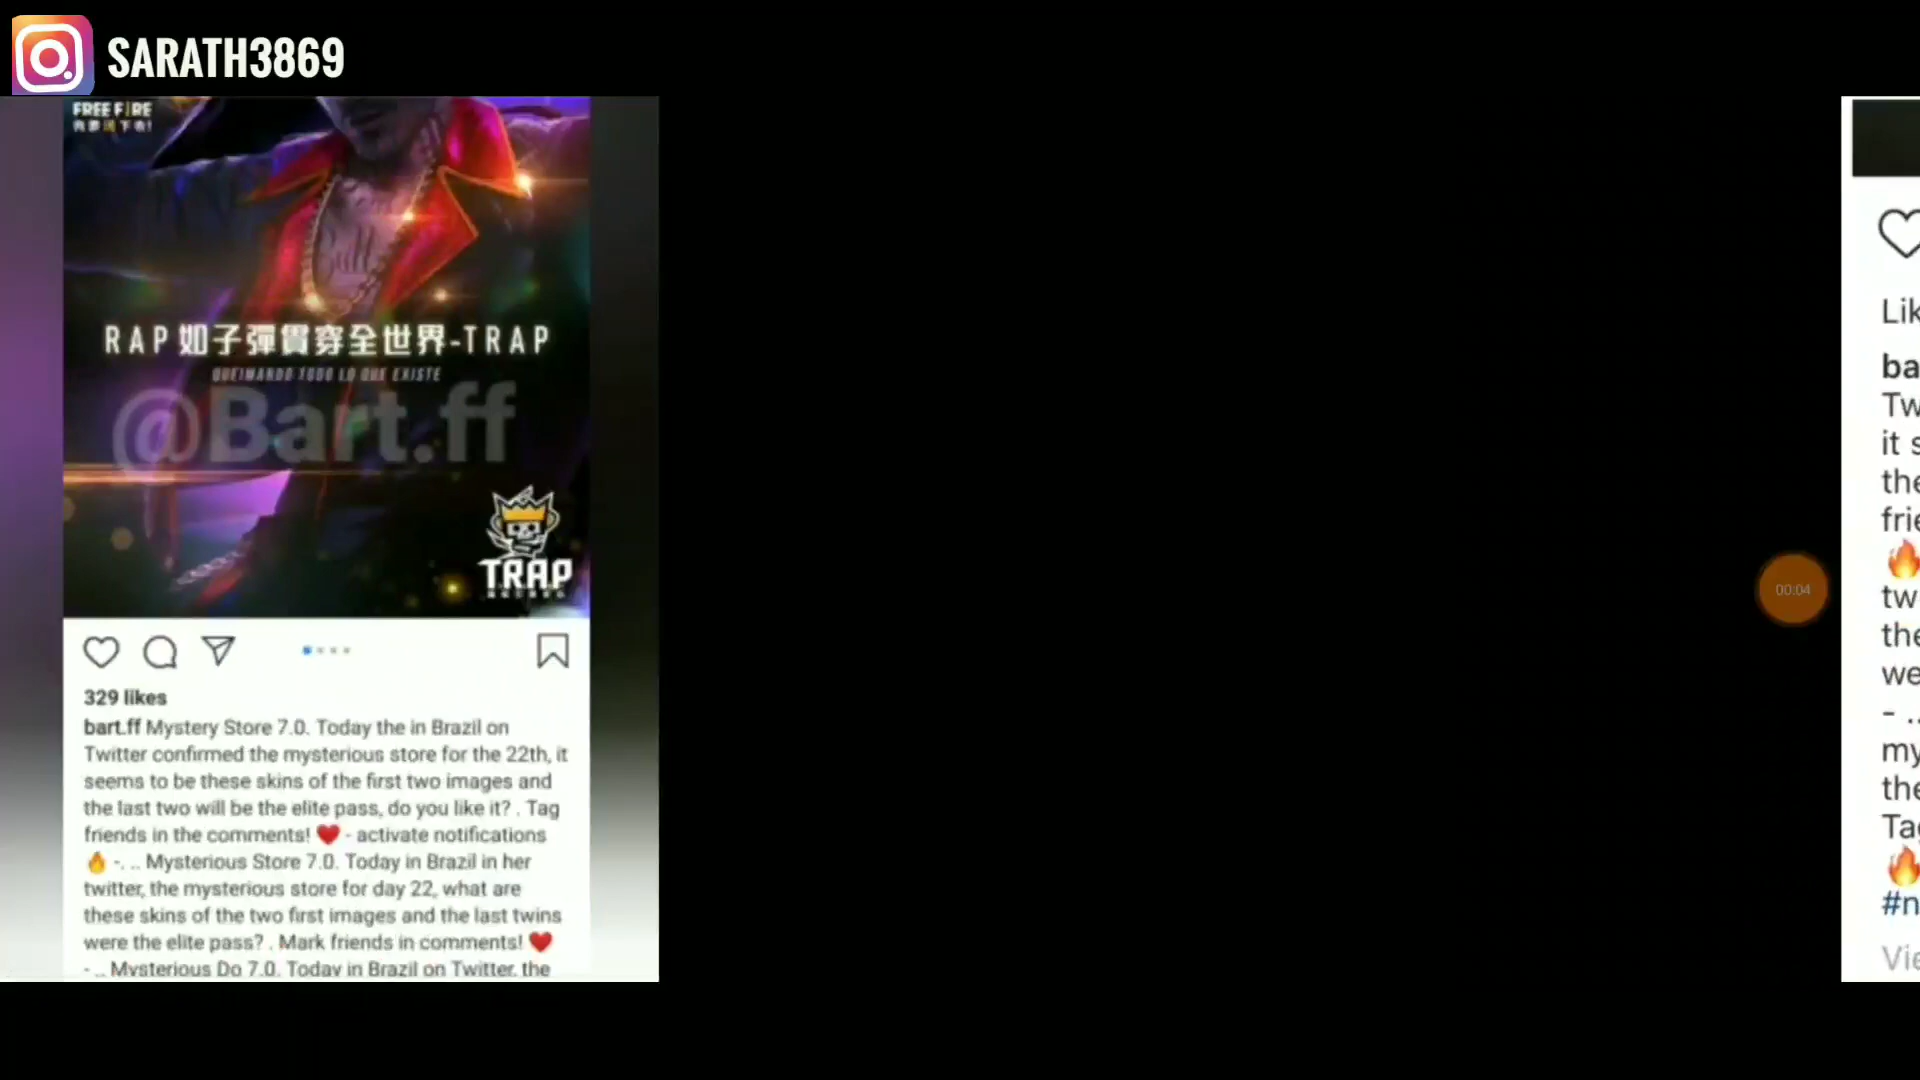 SARATH3869
FREE FIRE
RAP 如子彈貫穿全世界-TRAP
QUEIMANDO TODO LO QUE EXISTE
@Bart.ff
TRAP
329 likes
bart.ff Mystery Store 7.0. Today the in Brazil on
Twitter confirmed the mysterious store for the 22th, it
seems to be these skins of the first two images and
the last two will be the elite pass, do you like it? . Tag
friends in the comments! ❤️ - activate notifications
🔥 -. .. Mysterious Store 7.0. Today in Brazil in her
twitter, the mysterious store for day 22, what are
these skins of the two first images and the last twins
were the elite pass? . Mark friends in comments! ❤️
- .. Mysterious Do 7.0. Today in Brazil on Twitter, the
00:04
Lik
ba
Tw
it s
the
frie
🔥
tw
the
we
- ..
my
the
Tag
🔥
#n
Vie